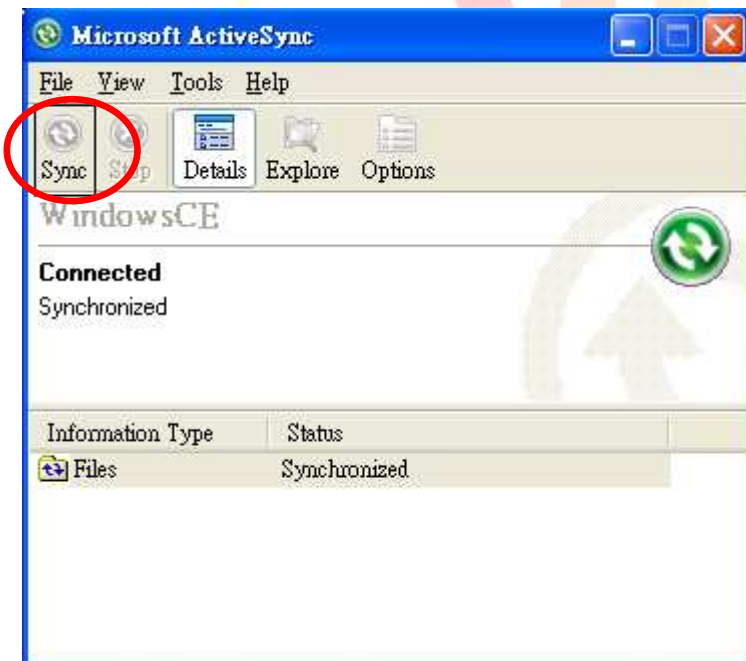 Microsoft ActiveSync
File View Tools Help
Sync Stop Details Explore Options
WindowsCE
Connected
Synchronized
Information Type Status
Files Synchronized